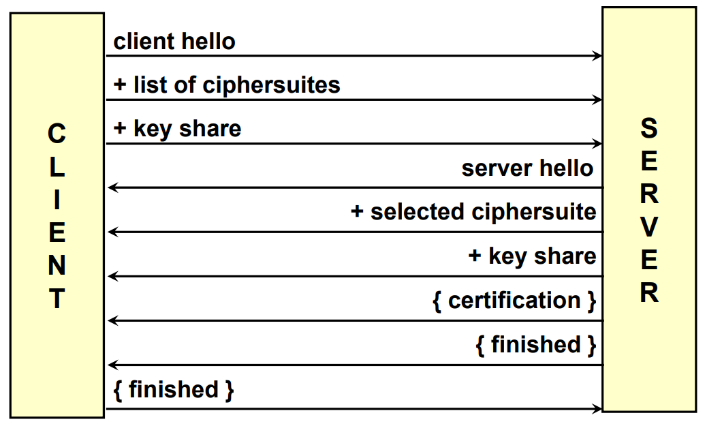 CLIENT
client hello
+ list of ciphersuites
+ key share
server hello
+ selected ciphersuite
+ key share
{ certification }
{ finished }
{ finished }
SERVER